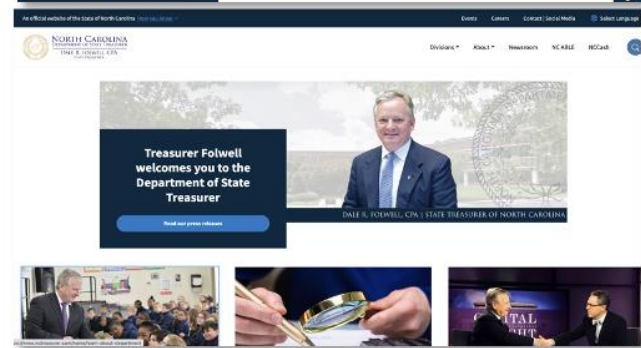 An official website of the State of North Carolina
Events Careers Contact | Social Media Select Language
NORTH CAROLINA
DEPARTMENT OF STATE TREASURER
DALE R. FOLWELL, CPA
Divisions About Newsroom NC ABLE NCCash
Treasurer Folwell
welcomes you to the
Department of State
Treasurer
Read our press releases
DALE R. FOLWELL, CPA | STATE TREASURER OF NORTH CAROLINA